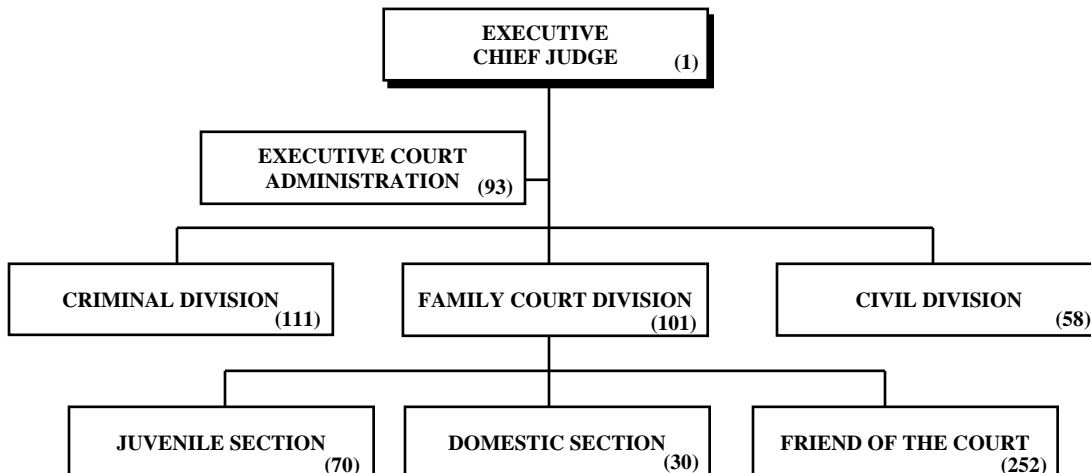 EXECUTIVE
CHIEF JUDGE
(1)
EXECUTIVE COURT
ADMINISTRATION
(93)
CRIMINAL DIVISION
(111)
FAMILY COURT DIVISION
(101)
CIVIL DIVISION
(58)
JUVENILE SECTION
(70)
DOMESTIC SECTION
(30)
FRIEND OF THE COURT
(252)